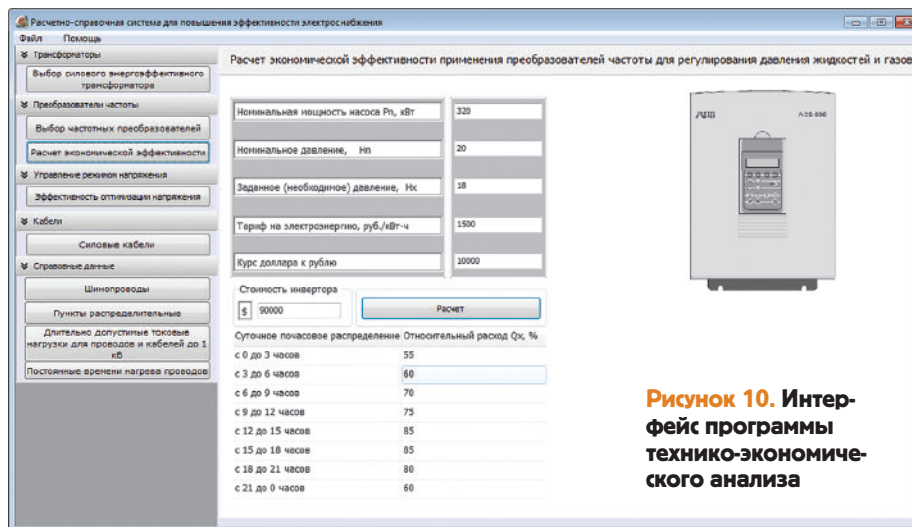 Расчетно-справочная система для повышения эффективности электроснабжения
Файл Помощь
Трансформаторы
Выбор силового энергоэффективного
трансформатора
Преобразователи частоты
Выбор частотных преобразователей
Расчет экономической эффективности
Управление режимом напряжения
Эффективность оптимизации напряжения
Кабели
Силовые кабели
Справочные данные
Шинопроводы
Пункты распределительные
Длительно допустимые токовые
нагрузки для проводов и кабелей до 1
кВ
Постоянные времени нагрева проводов
Расчет экономической эффективности применения преобразователей частоты для регулирования давления жидкостей и газов
Номинальная мощность насоса Pn, кВт 320
Номинальное давление, Hn 20
Заданное (необходимое) давление, Hx 18
Тариф на электроэнергию, руб./кВт-ч 1500
Курс доллара к рублю 10000
Стоимость инвертора
$ 90000
Расчет
Суточное почасовое распределение Относительный расход Qx, %
с 0 до 3 часов 55
с 3 до 6 часов 60
с 6 до 9 часов 70
с 9 до 12 часов 75
с 12 до 15 часов 85
с 15 до 18 часов 85
с 18 до 21 часов 80
с 21 до 0 часов 60
ABB
Рисунок 10. Интер-
фейс программы
технико-экономиче-
ского анализа